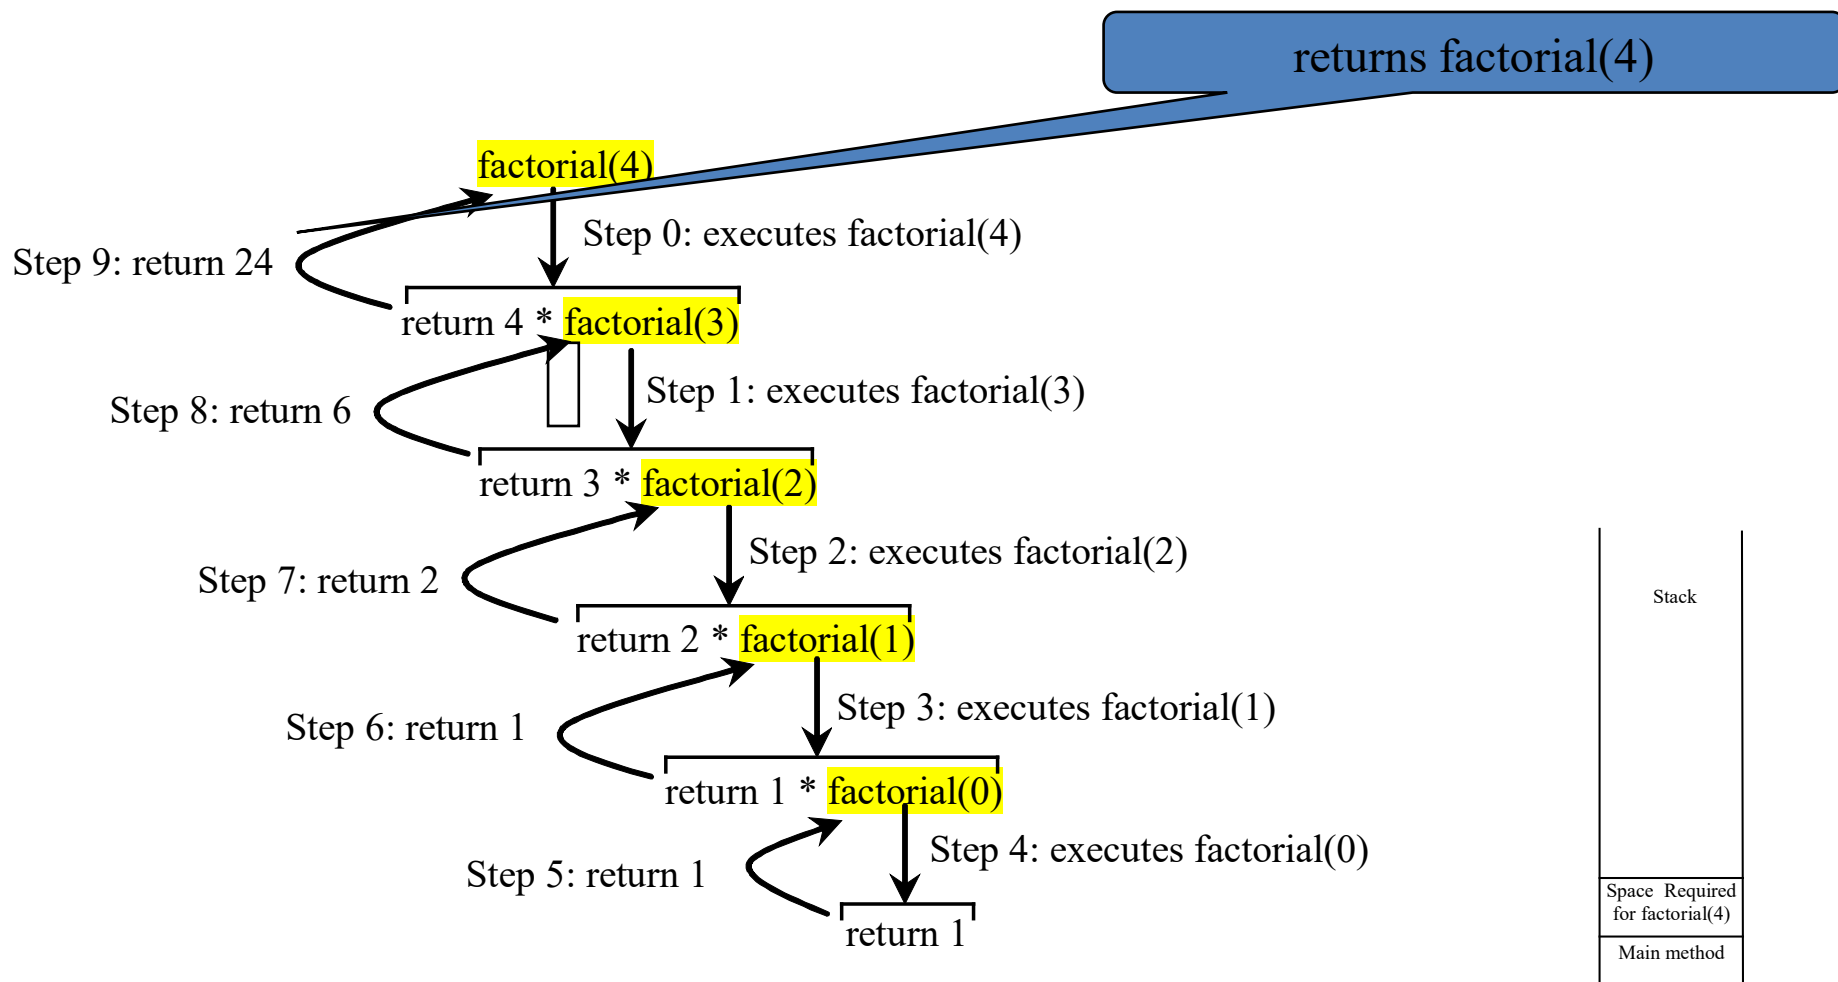 returns factorial(4)
factorial(4)
Step 0: executes factorial(4)
Step 9: return 24
return 4 * factorial(3)
Step 1: executes factorial(3)
Step 8: return 6
return 3 * factorial(2)
Step 2: executes factorial(2)
Step 7: return 2
Stack
return 2 * factorial(1)
Step 3: executes factorial(1)
Step 6: return 1
return 1 * factorial(0)
Step 4: executes factorial(0)
Step 5: return 1
return 1
Space Required
for factorial(4)
Main method